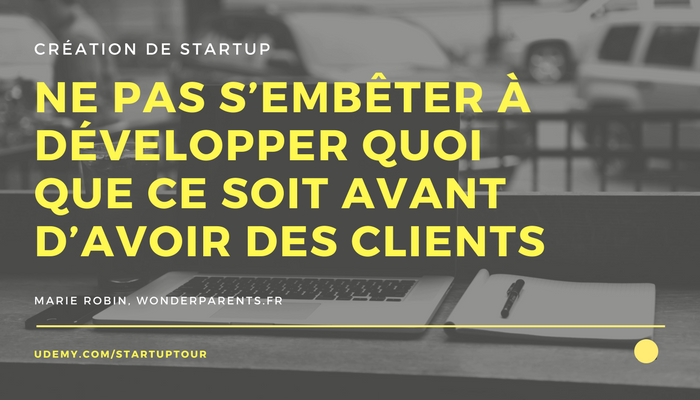 CRÉATION DE STARTUP
NE PAS S’EMBÊTER À
DÉVELOPPER QUOI
QUE CE SOIT AVANT
D’AVOIR DES CLIENTS
MARIE ROBIN, WONDERPARENTS.FR
UDEMY.COM/STARTUPTOUR